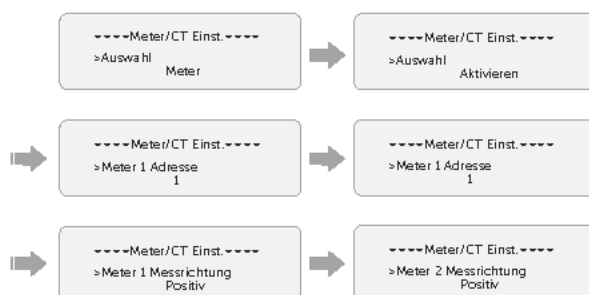 ----Meter/CT Einst.----
>Auswahl
Meter
----Meter/CT Einst.----
>Auswahl
Aktivieren
----Meter/CT Einst.----
>Meter 1 Adresse
1
----Meter/CT Einst.----
>Meter 1 Adresse
1
----Meter/CT Einst.----
>Meter 1 Messrichtung
Positiv
----Meter/CT Einst.----
>Meter 2 Messrichtung
Positiv